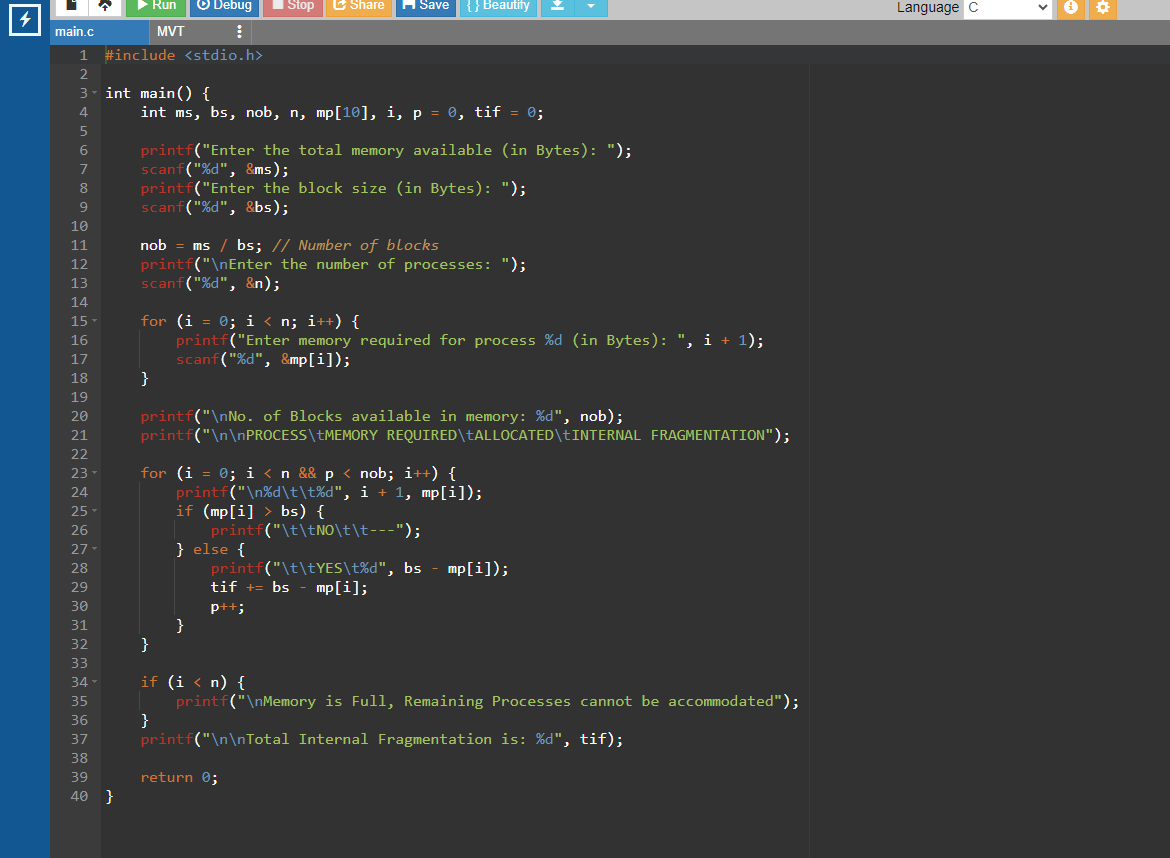 Run Debug Stop Share Save { } Beautify Language C
main.c MVT
1 #include <stdio.h>
2
3 int main() {
4     int ms, bs, nob, n, mp[10], i, p = 0, tif = 0;
5
6     printf("Enter the total memory available (in Bytes): ");
7     scanf("%d", &ms);
8     printf("Enter the block size (in Bytes): ");
9     scanf("%d", &bs);
10
11     nob = ms / bs; // Number of blocks
12     printf("\nEnter the number of processes: ");
13     scanf("%d", &n);
14
15     for (i = 0; i < n; i++) {
16         printf("Enter memory required for process %d (in Bytes): ", i + 1);
17         scanf("%d", &mp[i]);
18     }
19
20     printf("\nNo. of Blocks available in memory: %d", nob);
21     printf("\n\nPROCESS\tMEMORY REQUIRED\tALLOCATED\tINTERNAL FRAGMENTATION");
22
23     for (i = 0; i < n && p < nob; i++) {
24         printf("\n%d\t\t%d", i + 1, mp[i]);
25         if (mp[i] > bs) {
26             printf("\t\tNO\t\t---");
27         } else {
28             printf("\t\tYES\t%d", bs - mp[i]);
29             tif += bs - mp[i];
30             p++;
31         }
32     }
33
34     if (i < n) {
35         printf("\nMemory is Full, Remaining Processes cannot be accommodated");
36     }
37     printf("\n\nTotal Internal Fragmentation is: %d", tif);
38
39     return 0;
40 }